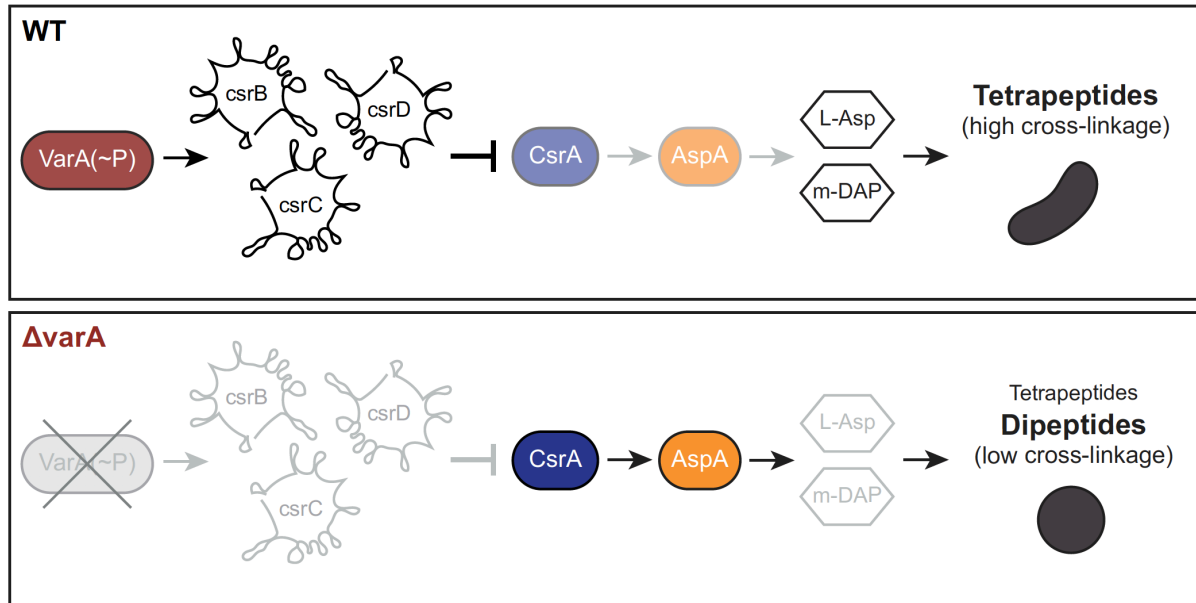 WT
VarA(~P)
csrB
csrD
csrC
CsrA
AspA
L-Asp
m-DAP
Tetrapeptides
(high cross-linkage)
ΔvarA
VarA(~P)
csrB
csrD
csrC
CsrA
AspA
L-Asp
m-DAP
Tetrapeptides
Dipeptides
(low cross-linkage)